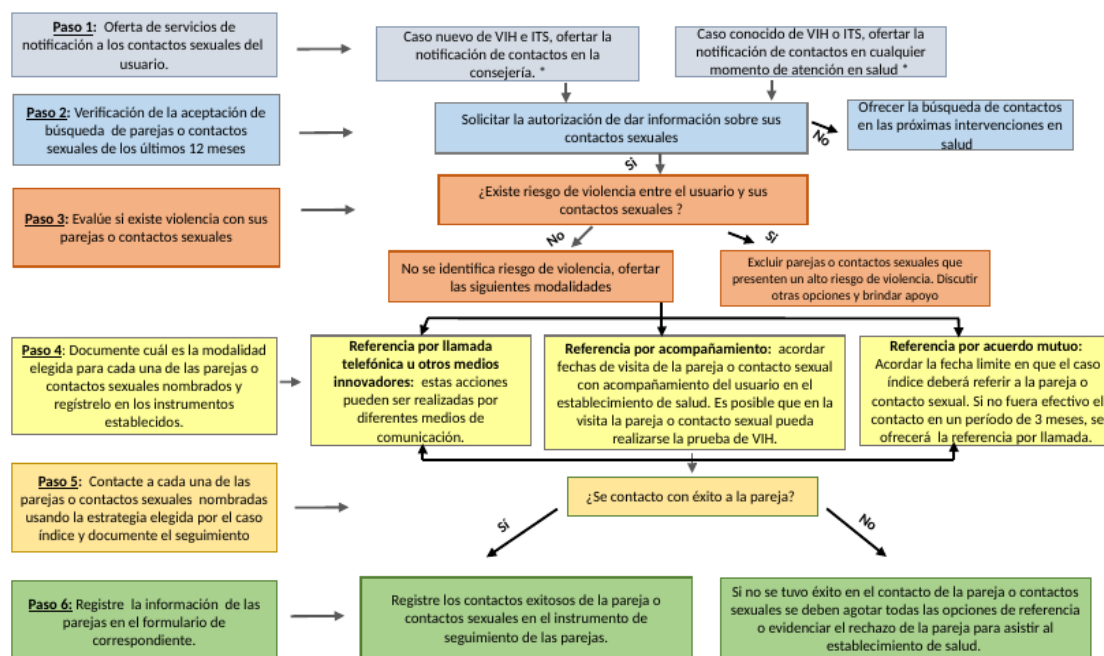 Paso 1: Oferta de servicios de
notificación a los contactos sexuales del
usuario.
Caso nuevo de VIH e ITS, ofertar la
notificación de contactos en la
consejería. *
Caso conocido de VIH o ITS, ofertar la
notificación de contactos en cualquier
momento de atención en salud *
Paso 2: Verificación de la aceptación de
búsqueda de parejas o contactos
sexuales de los últimos 12 meses
Solicitar la autorización de dar información sobre sus
contactos sexuales
No
Ofrecer la búsqueda de contactos
en las próximas intervenciones en
salud
Si
Paso 3: Evalúe si existe violencia con sus
parejas o contactos sexuales
¿Existe riesgo de violencia entre el usuario y sus
contactos sexuales ?
No
Si
No se identifica riesgo de violencia, ofertar
las siguientes modalidades
Excluir parejas o contactos sexuales que
presenten un alto riesgo de violencia. Discutir
otras opciones y brindar apoyo
Paso 4: Documente cuál es la modalidad
elegida para cada una de las parejas o
contactos sexuales nombrados y
regístrelo en los instrumentos
establecidos.
Referencia por llamada
telefónica u otros medios
innovadores: estas acciones
pueden ser realizadas por
diferentes medios de
comunicación.
Referencia por acompañamiento: acordar
fechas de visita de la pareja o contacto sexual
con acompañamiento del usuario en el
establecimiento de salud. Es posible que en la
visita la pareja o contacto sexual pueda
realizarse la prueba de VIH.
Referencia por acuerdo mutuo:
Acordar la fecha limite en que el caso
índice deberá referir a la pareja o
contacto sexual. Si no fuera efectivo el
contacto en un período de 3 meses, se
ofrecerá la referencia por llamada.
Paso 5: Contacte a cada una de las
parejas o contactos sexuales nombradas
usando la estrategia elegida por el caso
índice y documente el seguimiento
¿Se contacto con éxito a la pareja?
Sí
No
Paso 6: Registre la información de las
parejas en el formulario de
correspondiente.
Registre los contactos exitosos de la pareja o
contactos sexuales en el instrumento de
seguimiento de las parejas.
Si no se tuvo éxito en el contacto de la pareja o contactos
sexuales se deben agotar todas las opciones de referencia
o evidenciar el rechazo de la pareja para asistir al
establecimiento de salud.